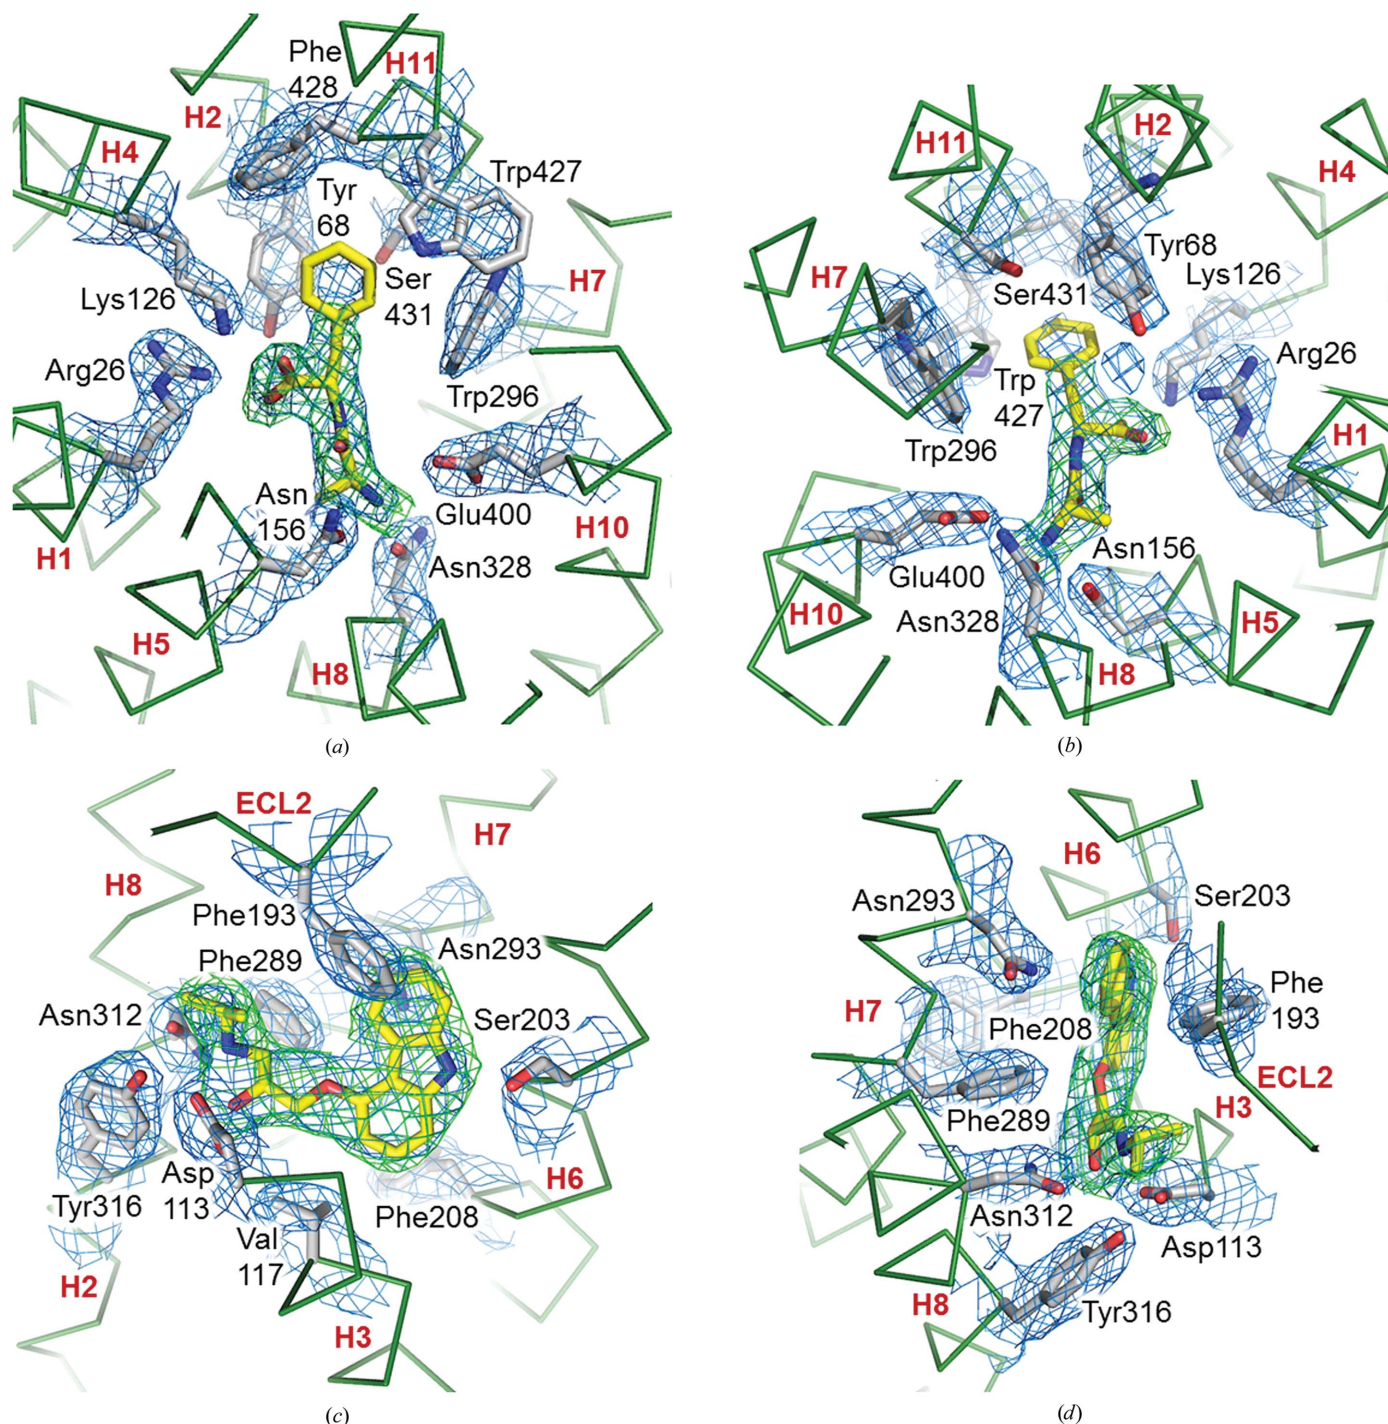 Phe
428
H11
H2
H4
Tyr
68
Trp427
Lys126
Ser
431
H7
Arg26
Trp296
Asn
156
Glu400
H10
H1
Asn328
H5
H8
(a)
H2
H11
H4
H7
Tyr68
Lys126
Ser431
Arg26
Trp
427
Trp296
H1
Asn156
Glu400
H10
Asn328
H5
H8
(b)
ECL2
H7
H8
Phe193
Asn293
Phe289
Asn312
Ser203
Asp
113
H6
Tyr316
Phe208
Val
117
H2
H3
(c)
H6
Asn293
Ser203
Phe
193
H7
Phe208
ECL2
H3
Phe289
Asn312
Asp113
H8
Tyr316
(d)